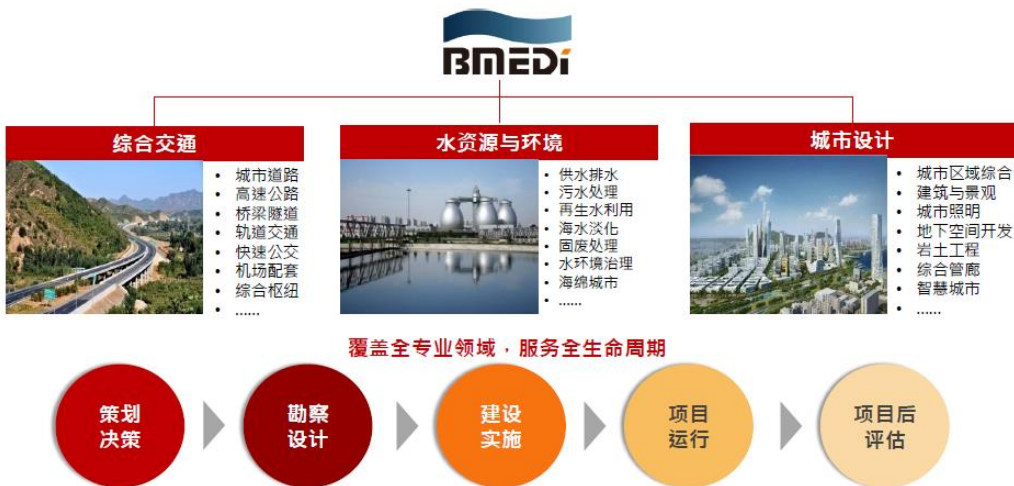 BMEDi
综合交通
城市道路
高速公路
桥梁隧道
轨道交通
快速公交
机场配套
综合枢纽
......
水资源与环境
供水排水
污水处理
再生水利用
海水淡化
固废处理
水环境治理
海绵城市
......
城市设计
城市区域综合
建筑与景观
城市照明
地下空间开发
岩土工程
综合管廊
智慧城市
......
覆盖全专业领域，服务全生命周期
策划
决策
勘察
设计
建设
实施
项目
运行
项目后
评估